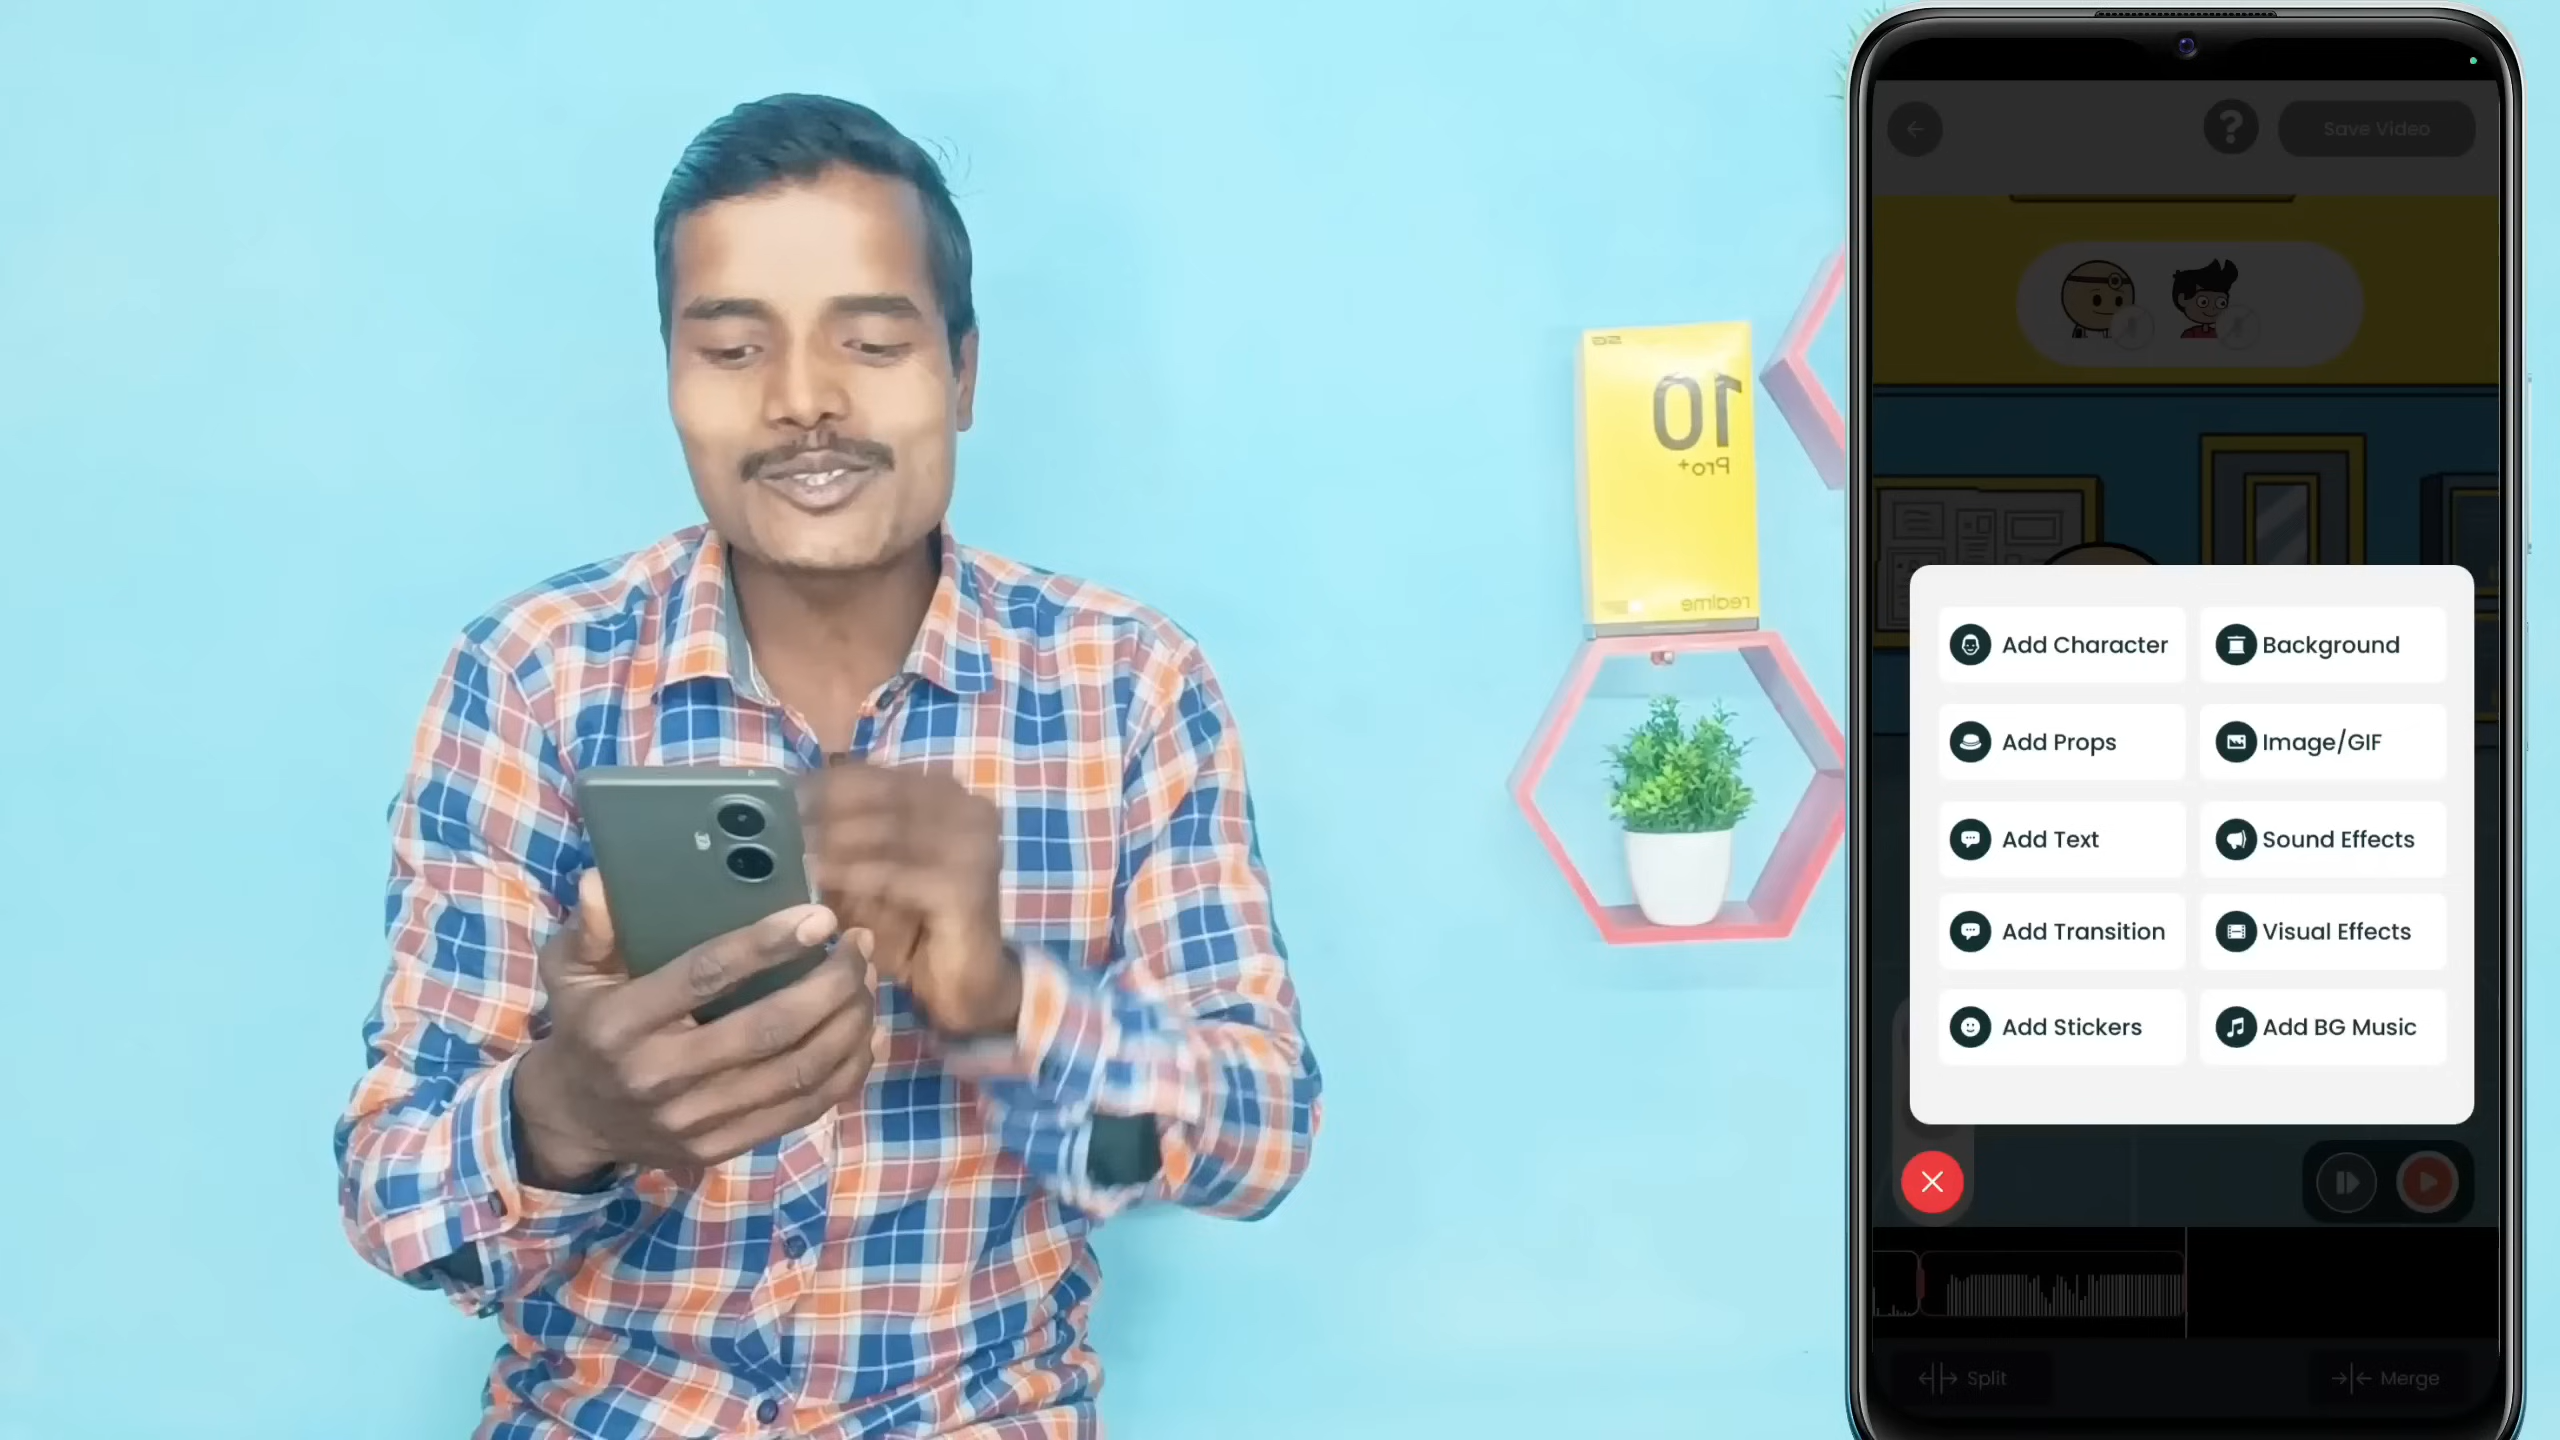 5G
10
Pro+
realme
?
Save Video
Add Character
Background
Add Props
Image/GIF
Add Text
Sound Effects
Add Transition
Visual Effects
Add Stickers
Add BG Music
Split
Merge